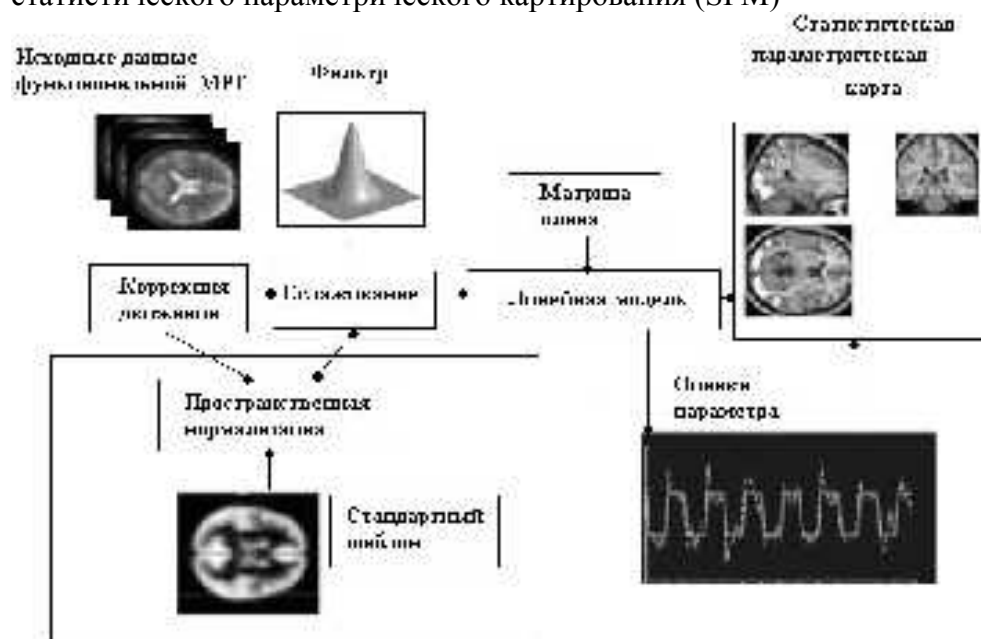 статистического параметрического картирования (SPM)
Исходные данные
функциональной МРТ
Фильтр
Статистическая
параметрическая
карта
Матрица
плана
Коррекция
движения
Сглаживание
Линейная модель
Оценки
параметра
Пространственная
нормализация
Стандартный
шаблон